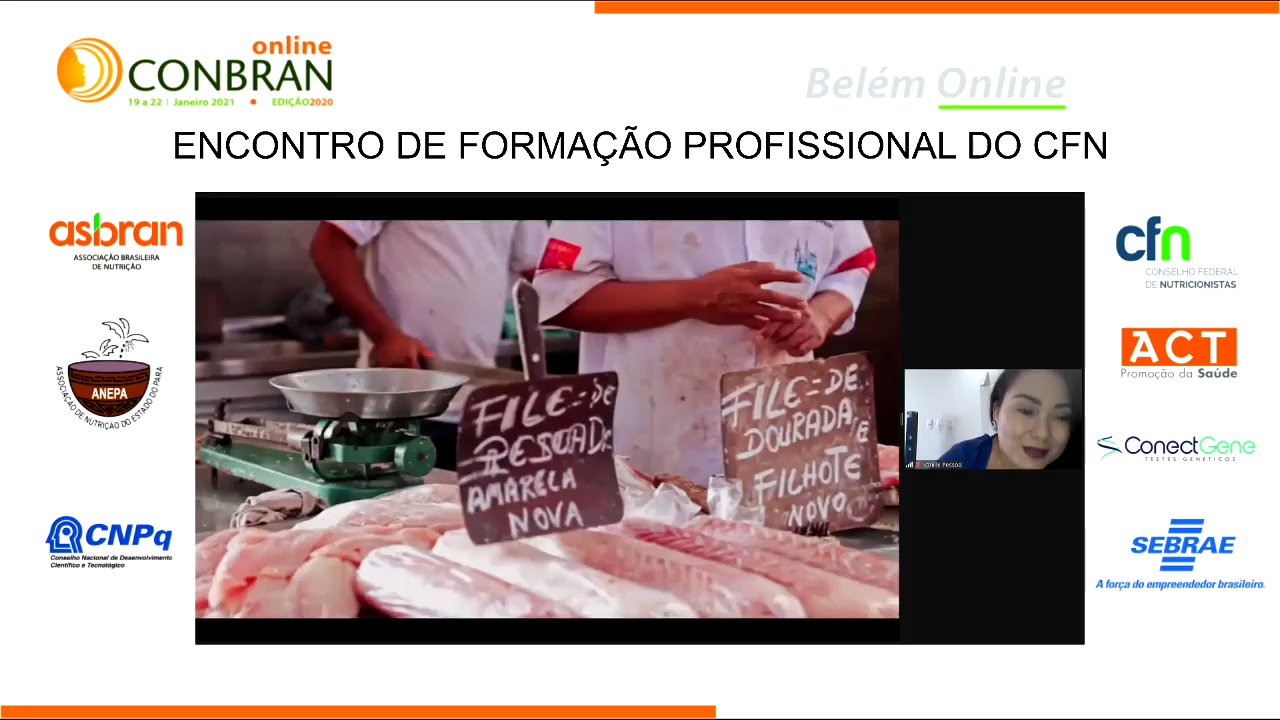 online
CONBRAN
19 a 22 | Janeiro 2021 • EDIÇÃO2020
Belém Online
ENCONTRO DE FORMAÇÃO PROFISSIONAL DO CFN
asbran
ASSOCIAÇÃO BRASILEIRA
DE NUTRIÇÃO
ANEPA
ASSOCIAÇÃO DE NUTRIÇÃO DO ESTADO DO PARÁ
CNPq
Conselho Nacional de Desenvolvimento
Científico e Tecnológico
FILE=DE
PESCADA
AMARELA
NOVA
FILE=DE
DOURADA, E
FILHOTE
NOVO
Pessoa
cfn
CONSELHO FEDERAL
DE NUTRICIONISTAS
ACT
Promoção da Saúde
ConectGene
TESTES GENÉTICOS
SEBRAE
A força do empreendedor brasileiro.